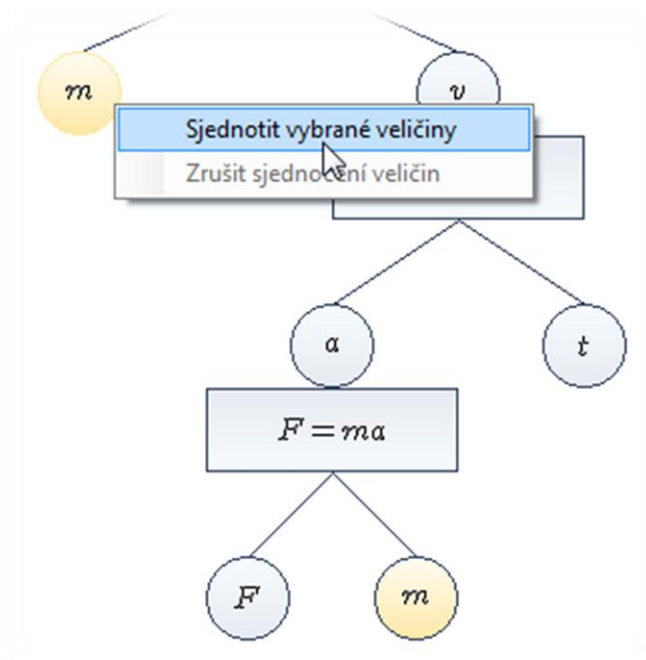 m
v
Sjednotit vybrané veličiny
Zrušit sjednocení veličin
a
t
F = ma
F
m